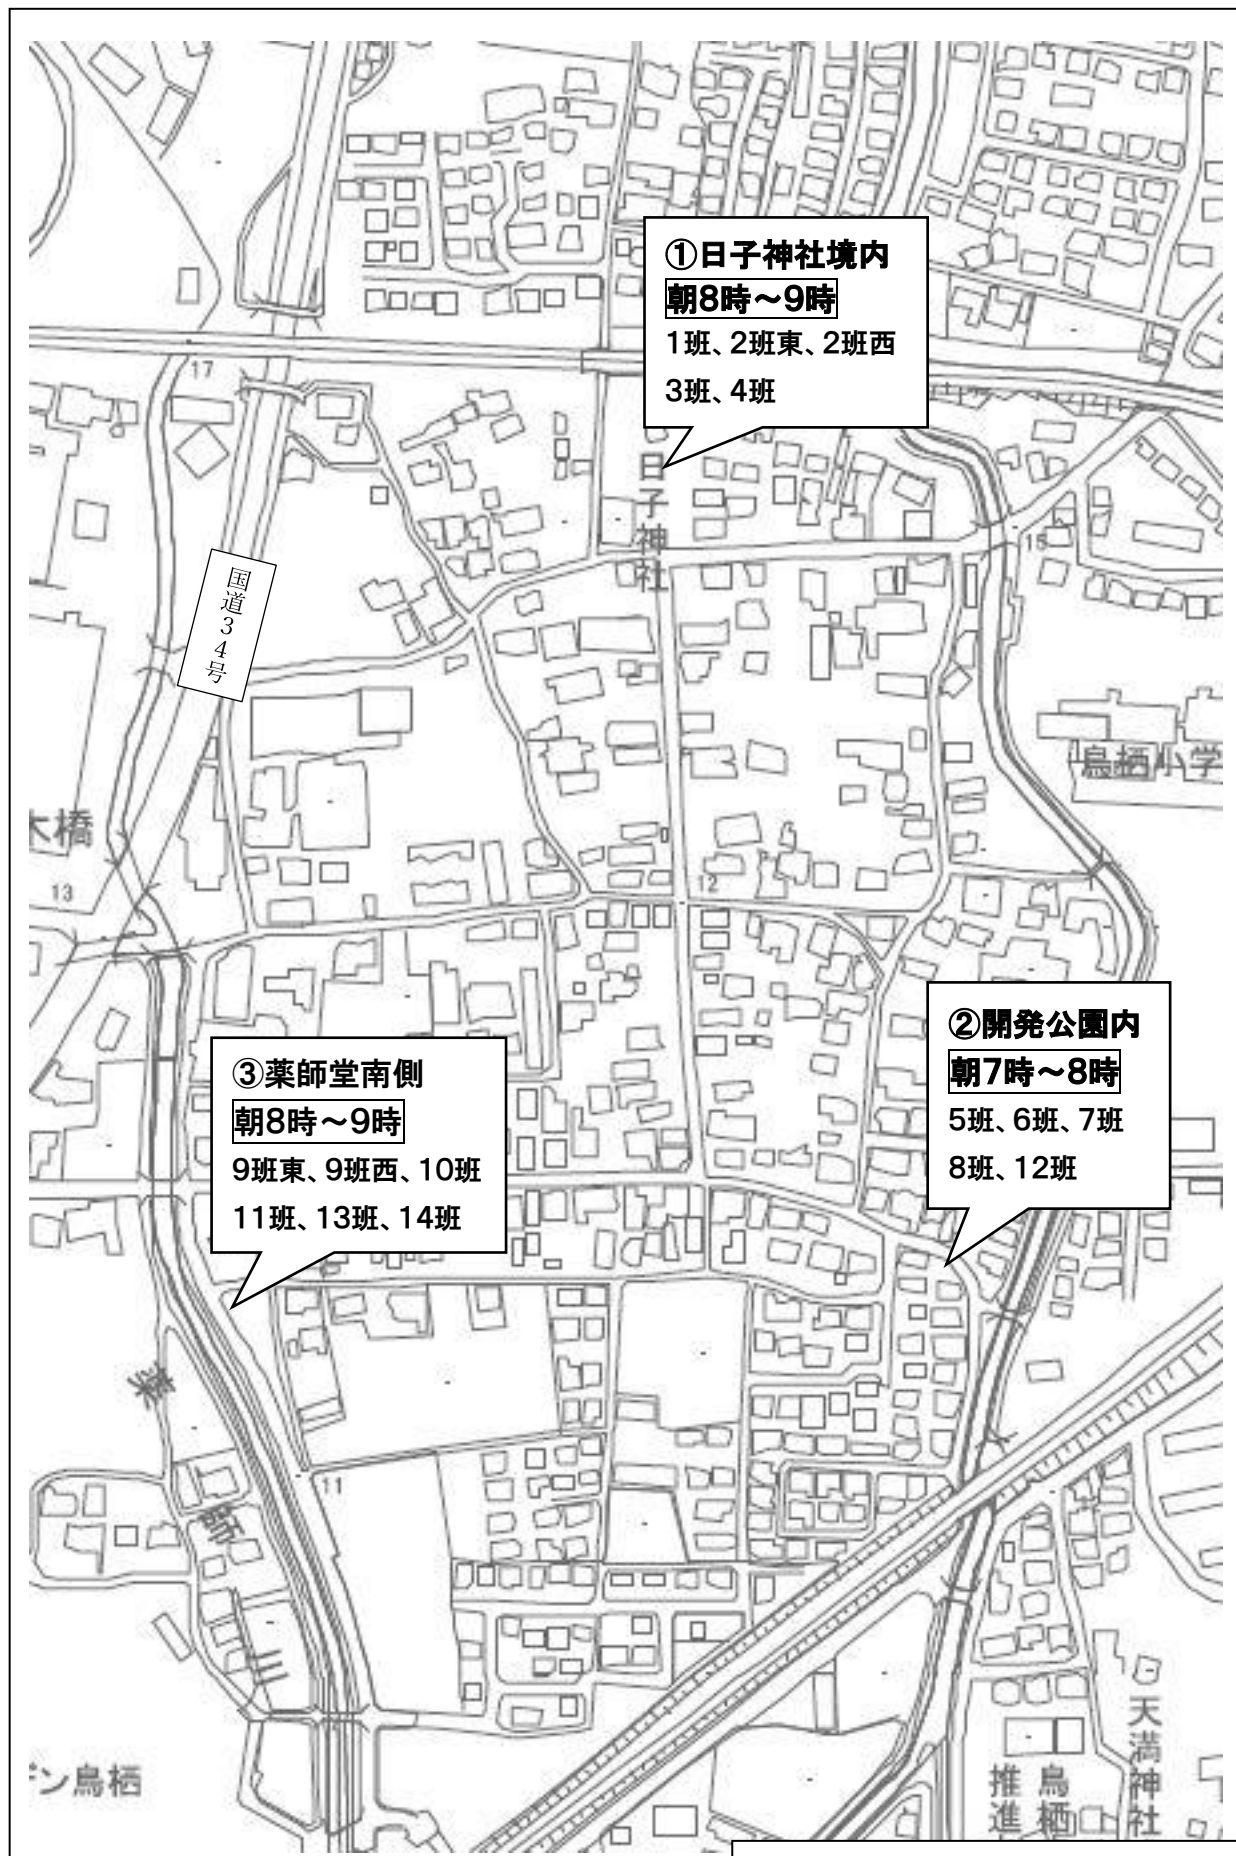 ①日子神社境内
朝8時～9時
1班、2班東、2班西
3班、4班
17
日子神社
15
国道34号
鳥栖小学
木橋
13
12
②開発公園内
朝7時～8時
5班、6班、7班
8班、12班
③薬師堂南側
朝8時～9時
9班東、9班西、10班
11班、13班、14班
薬師川
11
天満神社
鳥栖
推進
デン鳥栖